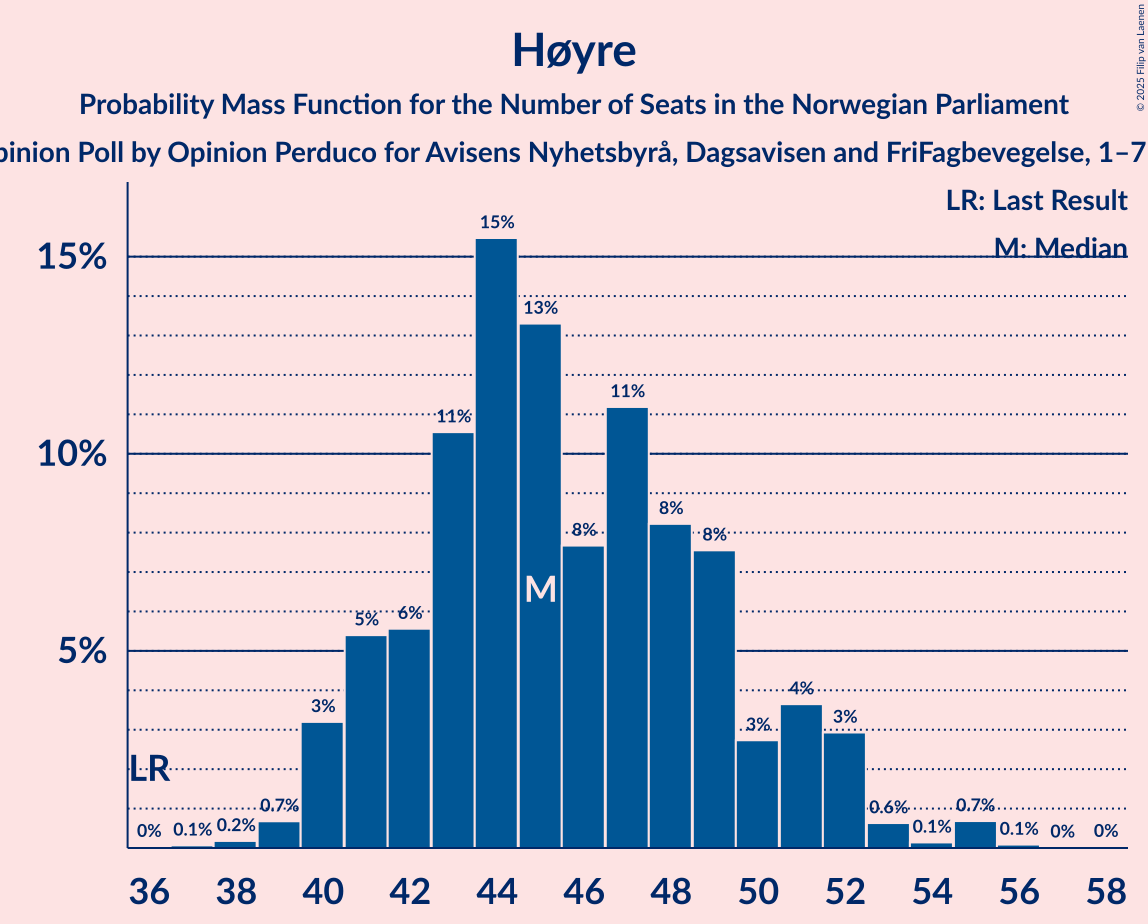 Høyre
Probability Mass Function for the Number of Seats in the Norwegian Parliament
Opinion Poll by Opinion Perduco for Avisens Nyhetsbyrå, Dagsavisen and FriFagbevegelse, 1–7
© 2025 Filip van Laenen
LR: Last Result
M: Median
15%
10%
5%
0%
0.1%
0.2%
0.7%
3%
5%
6%
11%
15%
13%
8%
11%
8%
8%
3%
4%
3%
0.6%
0.1%
0.7%
0.1%
0%
0%
LR
M
36 38 40 42 44 46 48 50 52 54 56 58